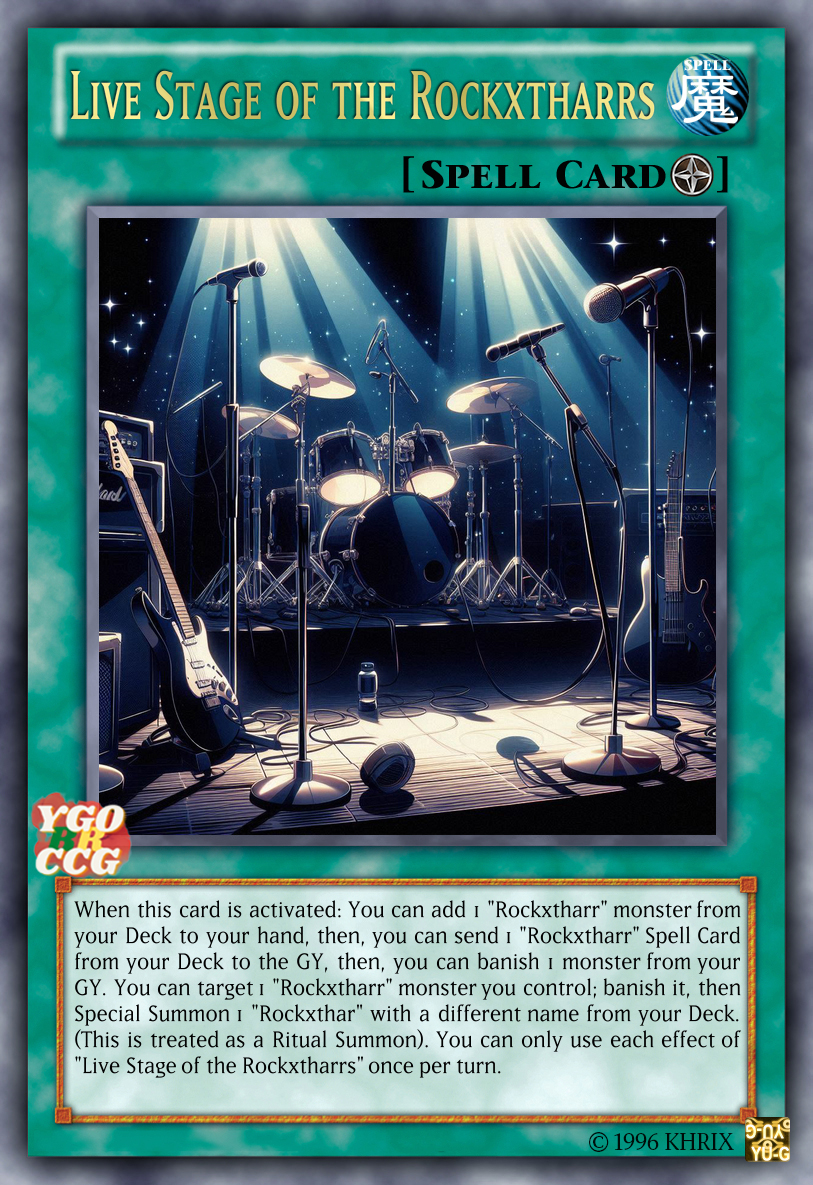 Live Stage of the Rockxtharrs
SPELL
魔
[Spell Card]
ard
YGO
BR
CCG
When this card is activated: You can add 1 "Rockxtharr" monster from
your Deck to your hand, then, you can send 1 "Rockxtharr" Spell Card
from your Deck to the GY, then, you can banish 1 monster from your
GY. You can target 1 "Rockxtharr" monster you control; banish it, then
Special Summon 1 "Rockxthar" with a different name from your Deck.
(This is treated as a Ritual Summon). You can only use each effect of
"Live Stage of the Rockxtharrs" once per turn.
© 1996 KHRIX
YU-G